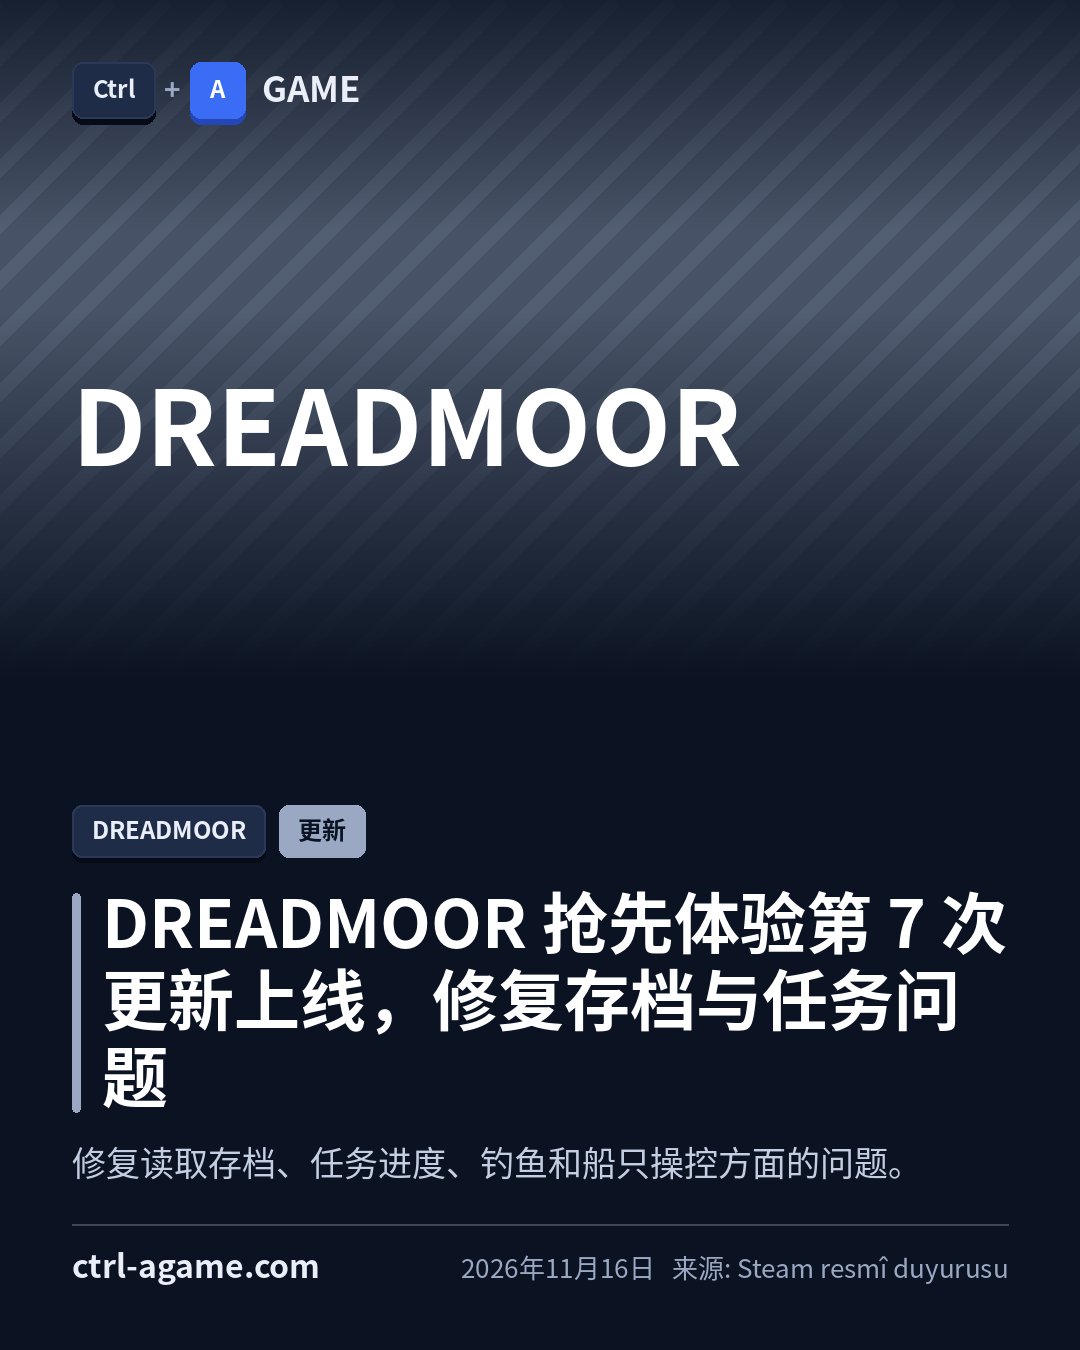 Ctrl + A GAME
DREADMOOR
DREADMOOR 更新
DREADMOOR 抢先体验第 7 次
更新上线，修复存档与任务问
题
修复读取存档、任务进度、钓鱼和船只操控方面的问题。
ctrl-agame.com 2026年11月16日 来源: Steam resmî duyurusu